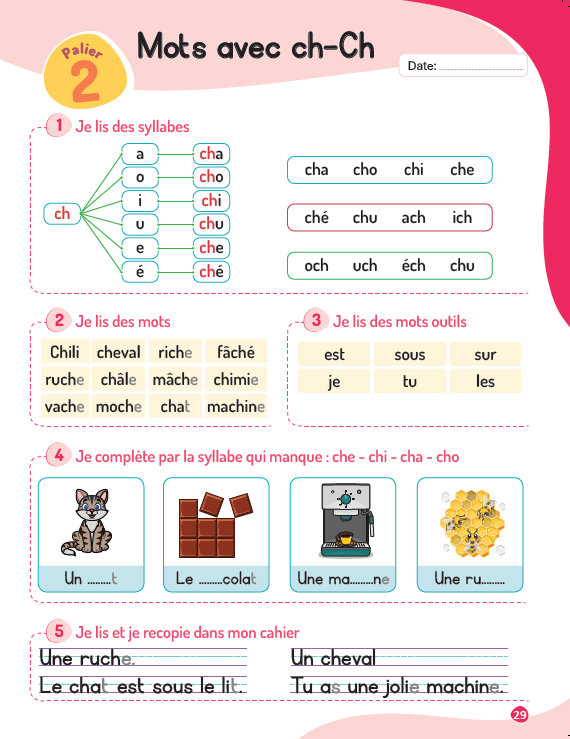 Palier
2
Mots avec ch-Ch
Date: ........................
1 Je lis des syllabes
ch
a cha
o cho
i chi
u chu
e che
é ché
cha cho chi che
ché chu ach ich
och uch éch chu
2 Je lis des mots
Chili cheval riche fâché
ruche châle mâche chimie
vache moche chat machine
3 Je lis des mots outils
est sous sur
je tu les
4 Je complète par la syllabe qui manque : che - chi - cha - cho
Un .........t
Le .........colat
Une ma.........ne
Une ru.........
5 Je lis et je recopie dans mon cahier
Une ruche.
Un cheval
Le chat est sous le lit.
Tu as une jolie machine.
29